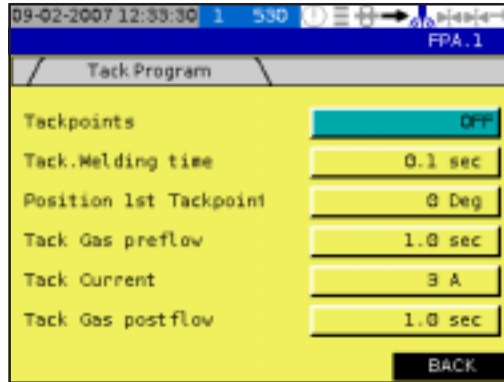 09-02-2007 12:33:30 1 530
FPA.1
Tack Program
Tackpoints OFF
Tack.Welding time 0.1 sec
Position 1st Tackpoint 0 Deg
Tack Gas preflow 1.0 sec
Tack Current 3 A
Tack Gas postflow 1.0 sec
BACK